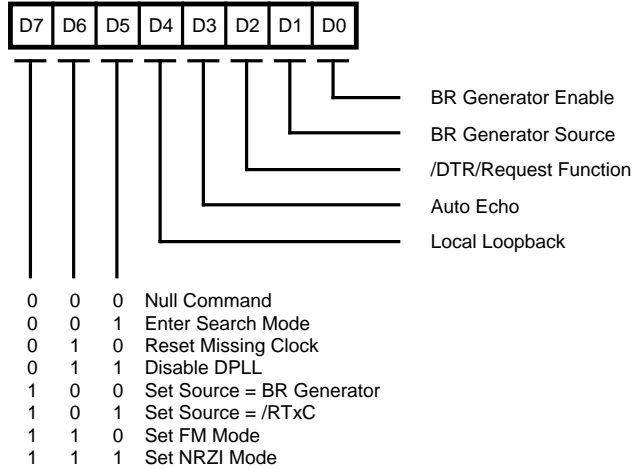 D7 D6 D5 D4 D3 D2 D1 D0
BR Generator Enable
BR Generator Source
/DTR/Request Function
Auto Echo
Local Loopback
0 0 0 Null Command
0 0 1 Enter Search Mode
0 1 0 Reset Missing Clock
0 1 1 Disable DPLL
1 0 0 Set Source = BR Generator
1 0 1 Set Source = /RTxC
1 1 0 Set FM Mode
1 1 1 Set NRZI Mode